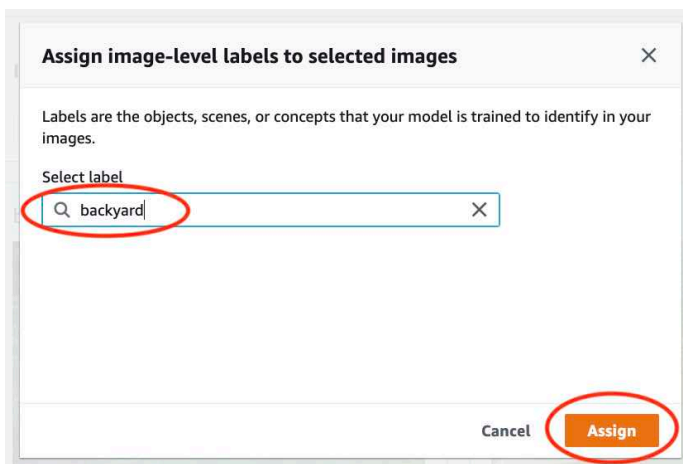 Assign image-level labels to selected images
Labels are the objects, scenes, or concepts that your model is trained to identify in your
images.
Select label
backyard
Cancel
Assign